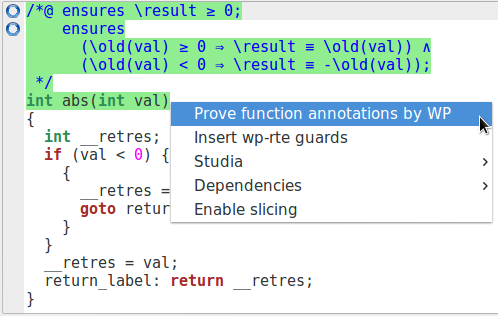 /*@ ensures \result ≥ 0;
ensures
(\old(val) ≥ 0 ⇒ \result ≡ \old(val)) ∧
(\old(val) < 0 ⇒ \result ≡ -\old(val));
*/
int abs(int val)
{
Prove function annotations by WP
int __retres;
Insert wp-rte guards
if (val < 0) {
Studia
{
Dependencies
__retres =
Enable slicing
goto retur
}
}
__retres = val;
return_label: return __retres;
}